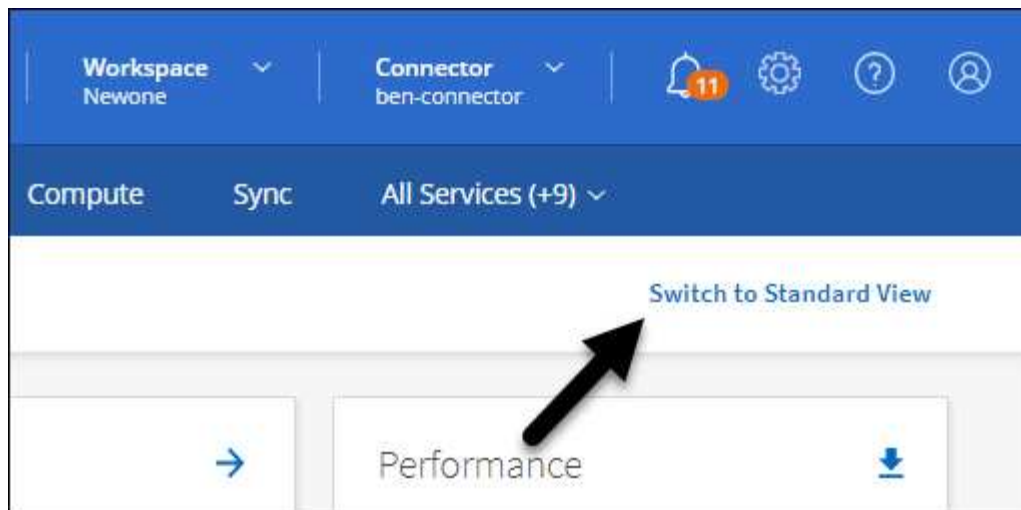 Workspace
Newone
Connector
ben-connector
11
Compute
Sync
All Services (+9)
Switch to Standard View
Performance